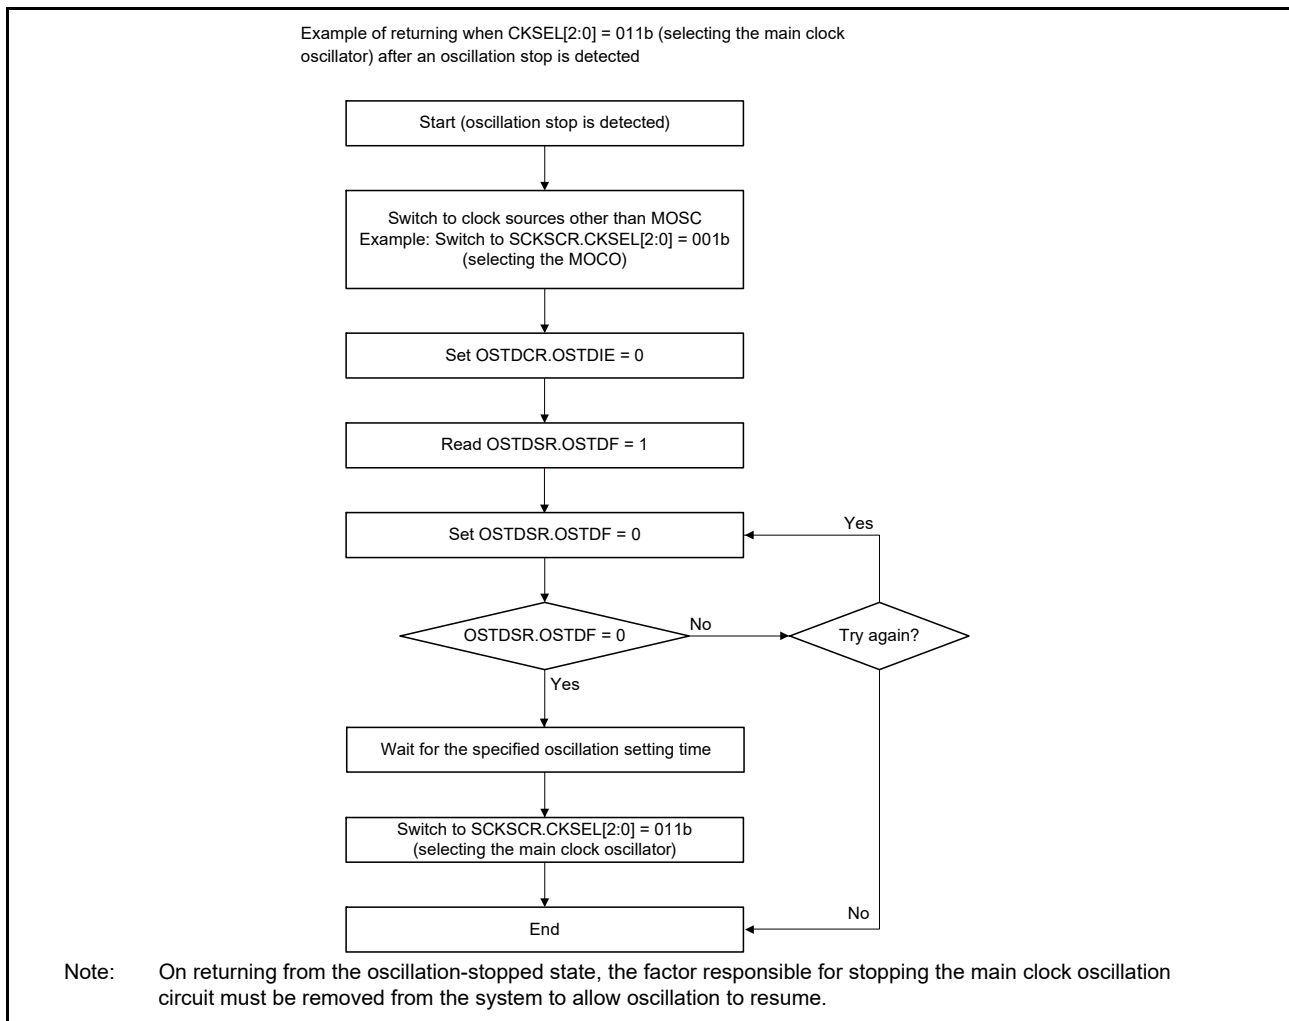 Example of returning when CKSEL[2:0] = 011b (selecting the main clock
oscillator) after an oscillation stop is detected
Start (oscillation stop is detected)
Switch to clock sources other than MOSC
Example: Switch to SCKSCR.CKSEL[2:0] = 001b
(selecting the MOCO)
Set OSTDCR.OSTDIE = 0
Read OSTDSR.OSTDF = 1
Set OSTDSR.OSTDF = 0
Yes
OSTDSR.OSTDF = 0
No
Try again?
Yes
Wait for the specified oscillation setting time
Switch to SCKSCR.CKSEL[2:0] = 011b
(selecting the main clock oscillator)
No
End
Note: On returning from the oscillation-stopped state, the factor responsible for stopping the main clock oscillation
circuit must be removed from the system to allow oscillation to resume.